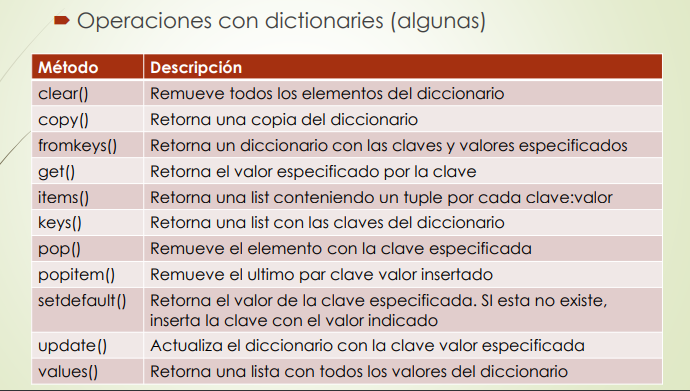 Operaciones con dictionaries (algunas)
Método Descripción
clear() Remueve todos los elementos del diccionario
copy() Retorna una copia del diccionario
fromkeys() Retorna un diccionario con las claves y valores especificados
get() Retorna el valor especificado por la clave
items() Retorna una list conteniendo un tuple por cada clave:valor
keys() Retorna una list con las claves del diccionario
pop() Remueve el elemento con la clave especificada
popitem() Remueve el ultimo par clave valor insertado
setdefault() Retorna el valor de la clave especificada. SI esta no existe,
inserta la clave con el valor indicado
update() Actualiza el diccionario con la clave valor especificada
values() Retorna una lista con todos los valores del diccionario